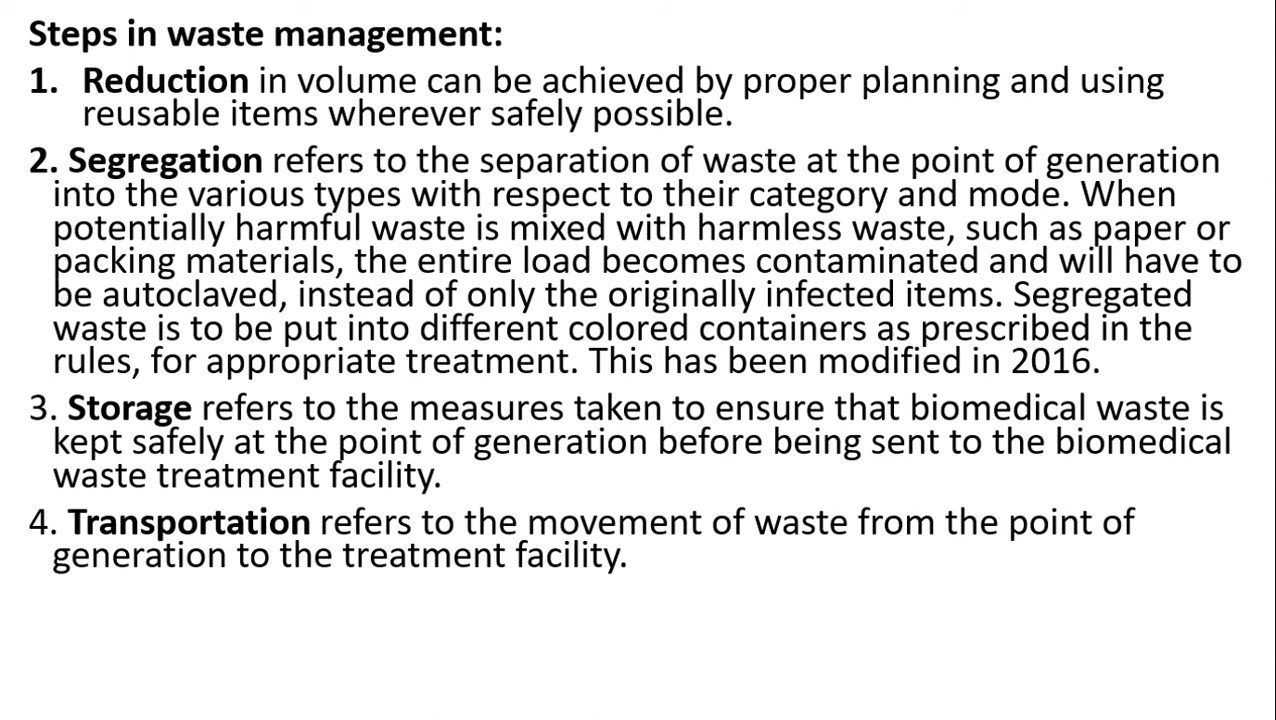 Steps in waste management:
1. Reduction in volume can be achieved by proper planning and using
reusable items wherever safely possible.
2. Segregation refers to the separation of waste at the point of generation
into the various types with respect to their category and mode. When
potentially harmful waste is mixed with harmless waste, such as paper or
packing materials, the entire load becomes contaminated and will have to
be autoclaved, instead of only the originally infected items. Segregated
waste is to be put into different colored containers as prescribed in the
rules, for appropriate treatment. This has been modified in 2016.
3. Storage refers to the measures taken to ensure that biomedical waste is
kept safely at the point of generation before being sent to the biomedical
waste treatment facility.
4. Transportation refers to the movement of waste from the point of
generation to the treatment facility.